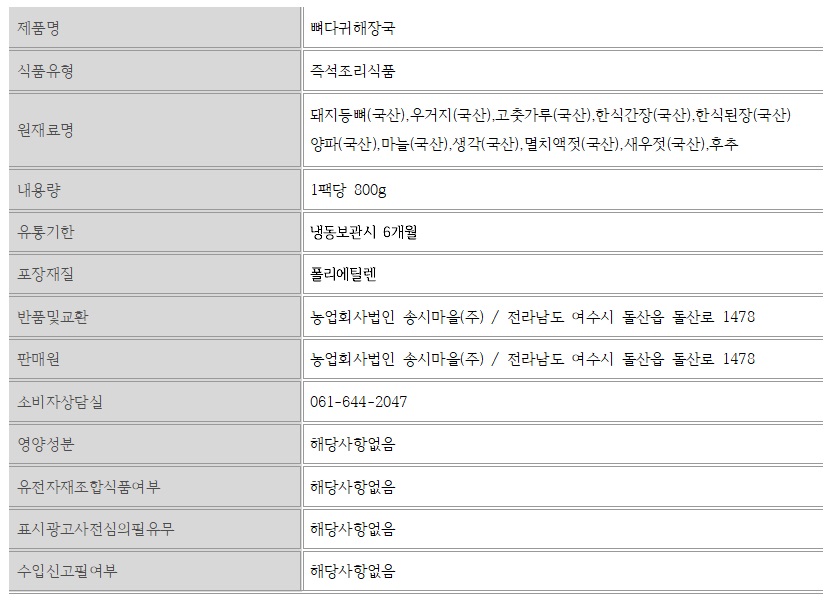 제품명 뼈다귀해장국
식품유형 즉석조리식품
원재료명 돼지등뼈(국산),우거지(국산),고춧가루(국산),한식간장(국산),한식된장(국산)
양파(국산),마늘(국산),생각(국산),멸치액젓(국산),새우젓(국산),후추
내용량 1팩당 800g
유통기한 냉동보관시 6개월
포장재질 폴리에틸렌
반품및교환 농업회사법인 송시마을(주) / 전라남도 여수시 돌산읍 돌산로 1478
판매원 농업회사법인 송시마을(주) / 전라남도 여수시 돌산읍 돌산로 1478
소비자상담실 061-644-2047
영양성분 해당사항없음
유전자재조합식품여부 해당사항없음
표시광고사전심의필유무 해당사항없음
수입신고필여부 해당사항없음